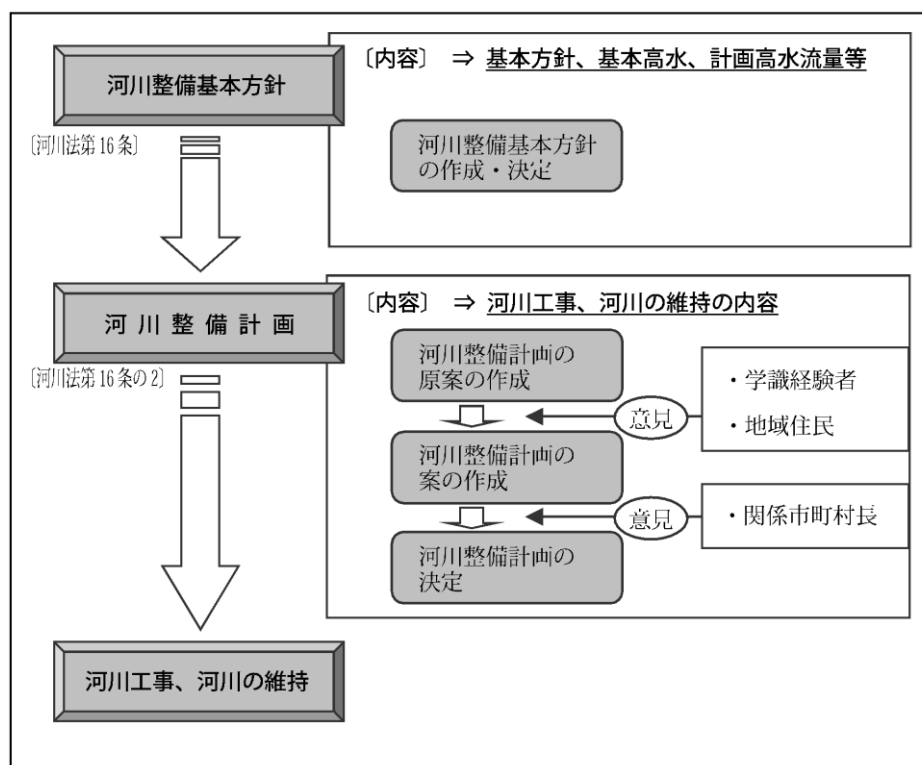 河川整備基本方針
〔河川法第16条〕
〔内容〕 ⇒ 基本方針、基本高水、計画高水流量等
河川整備基本方針
の作成・決定
河川整備計画
〔河川法第16条の2〕
〔内容〕 ⇒ 河川工事、河川の維持の内容
河川整備計画の
原案の作成
意見
・学識経験者
・地域住民
河川整備計画の
案の作成
意見
・関係市町村長
河川整備計画の
決定
河川工事、河川の維持